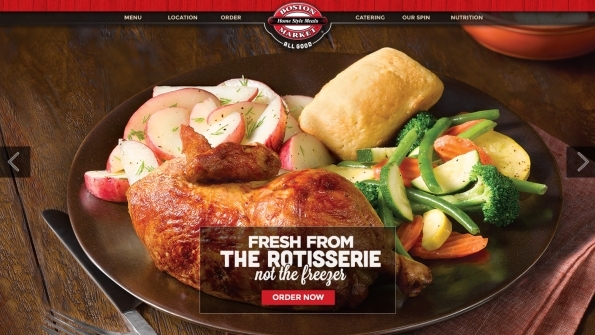 MENU
LOCATION
ORDER
BOSTON
Home Style Meals
MARKET
ALL GOOD
CATERING
OUR SPIN
NUTRITION
FRESH FROM
THE ROTISSERIE
not the freezer
ORDER NOW